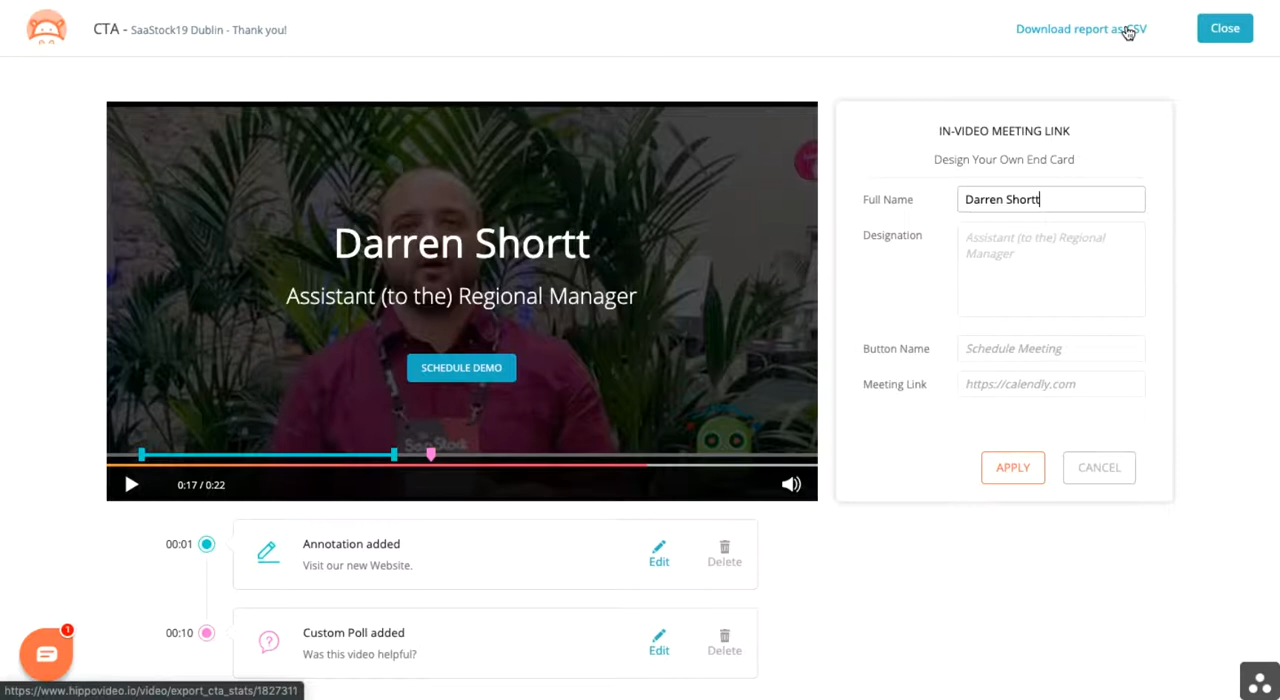 CTA - SaaStock19 Dublin - Thank you!
Download report as CSV
Close
IN-VIDEO MEETING LINK
Design Your Own End Card
Full Name
Darren Shortt
Designation
Assistant (to the) Regional
Manager
Button Name
Schedule Meeting
Meeting Link
https://calendly.com
APPLY
CANCEL
Darren Shortt
Assistant (to the) Regional Manager
SCHEDULE DEMO
SaaStock
0:17 / 0:22
00:01
Annotation added
Visit our new Website.
Edit
Delete
00:10
Custom Poll added
Was this video helpful?
Edit
Delete
1
https://www.hippovideo.io/video/export_cta_stats/1827311